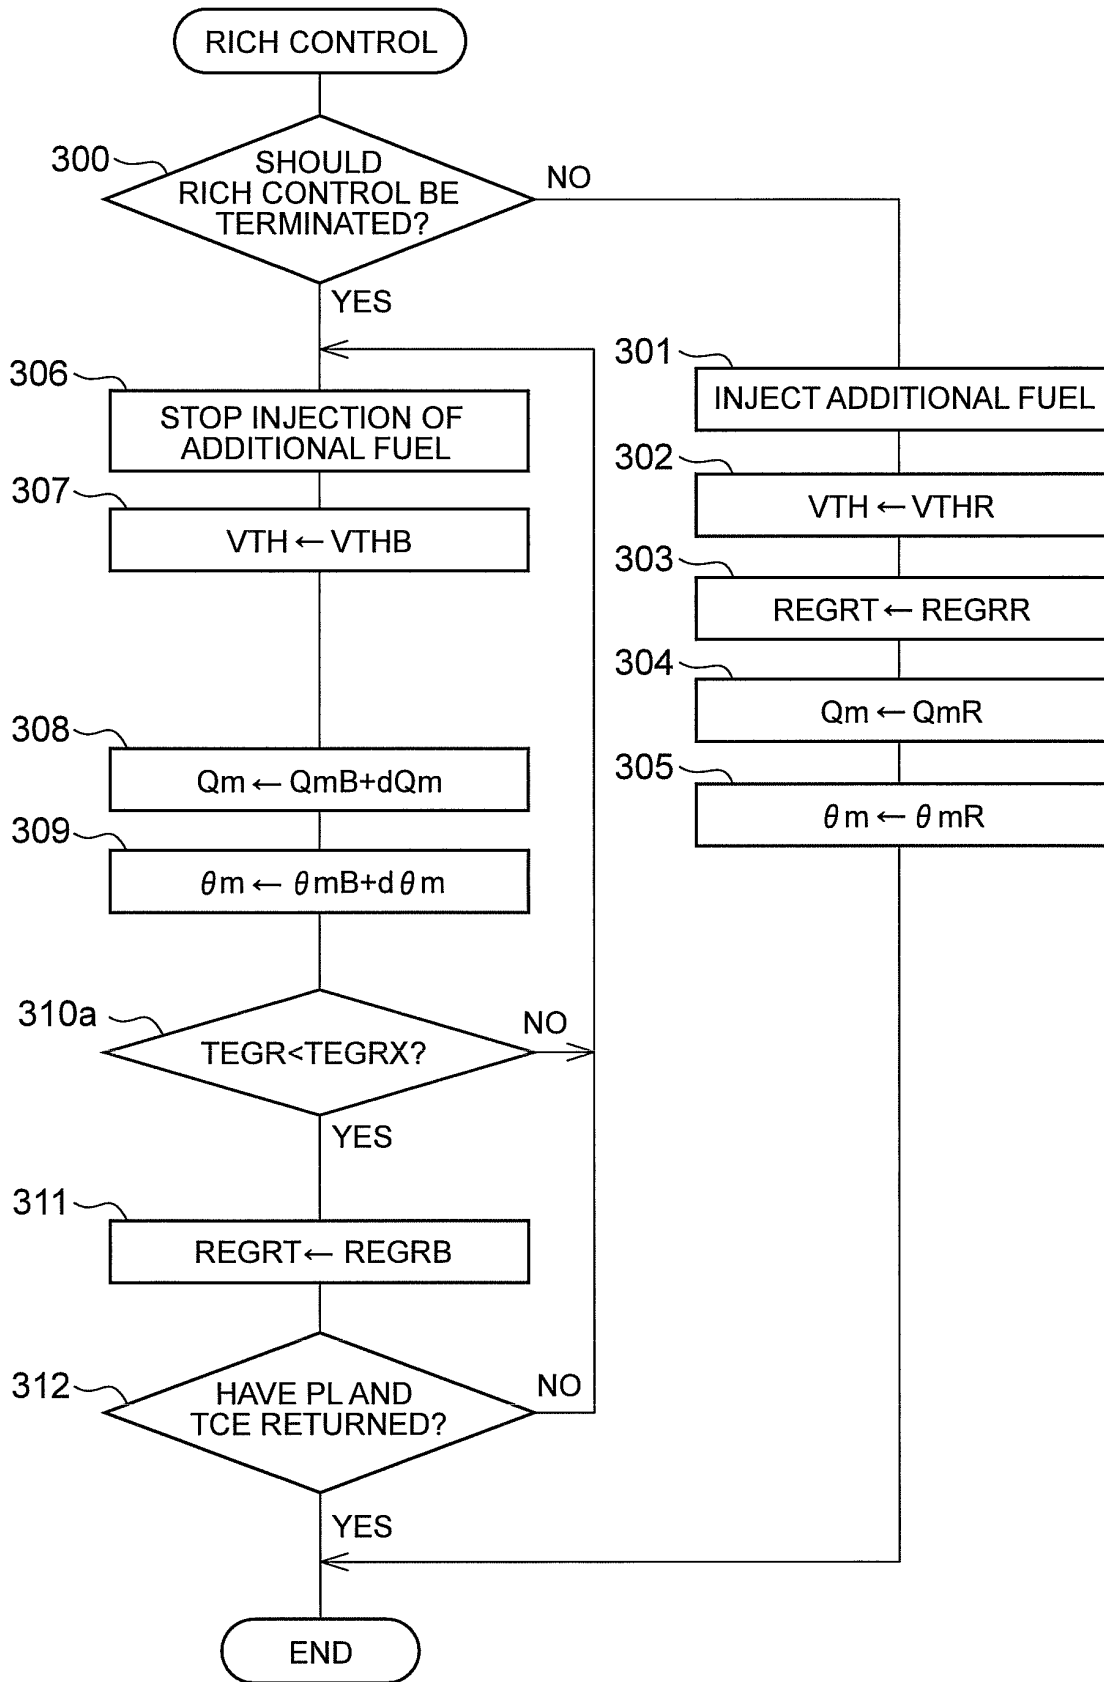 RICH CONTROL
300
SHOULD
RICH CONTROL BE
TERMINATED?
NO
YES
306
STOP INJECTION OF
ADDITIONAL FUEL
307
VTH ← VTHB
308
Qm ← QmB+dQm
309
θm ← θmB+dθm
310a
TEGR<TEGRX?
NO
YES
311
REGRT ← REGRB
312
HAVE PL AND
TCE RETURNED?
NO
YES
301
INJECT ADDITIONAL FUEL
302
VTH ← VTHR
303
REGRT ← REGRR
304
Qm ← QmR
305
θm ← θmR
END